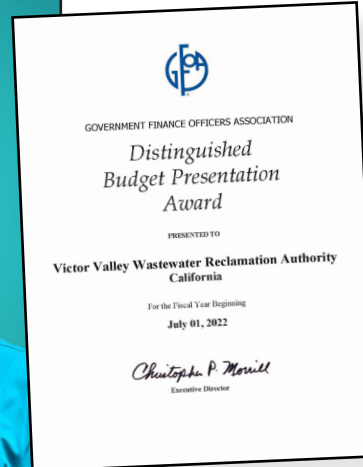 GFOA
GOVERNMENT FINANCE OFFICERS ASSOCIATION
Distinguished
Budget Presentation
Award
PRESENTED TO
Victor Valley Wastewater Reclamation Authority
California
For the Fiscal Year Beginning
July 01, 2022
Christopher P. Morrill
Executive Director